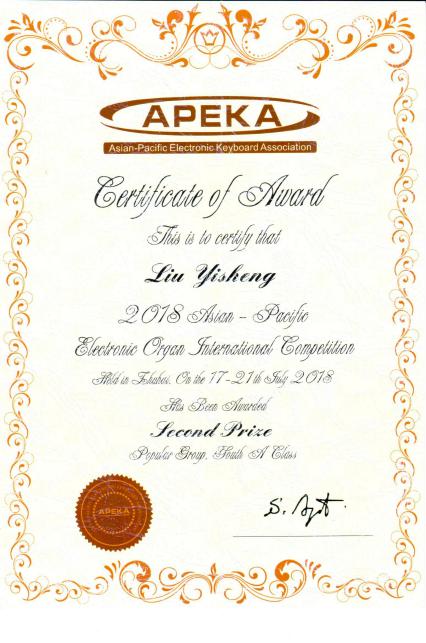 APEKA
Asian-Pacific Electronic Keyboard Association
Certificate of Award
This is to certify that
Liu Yisheng
2018 Asian - Pacific
Electronic Organ International Competition
Held in Zhuhai, On the 17-21th July 2018
Has Been Awarded
Second Prize
Popular Group, Youth A Class
APEKA